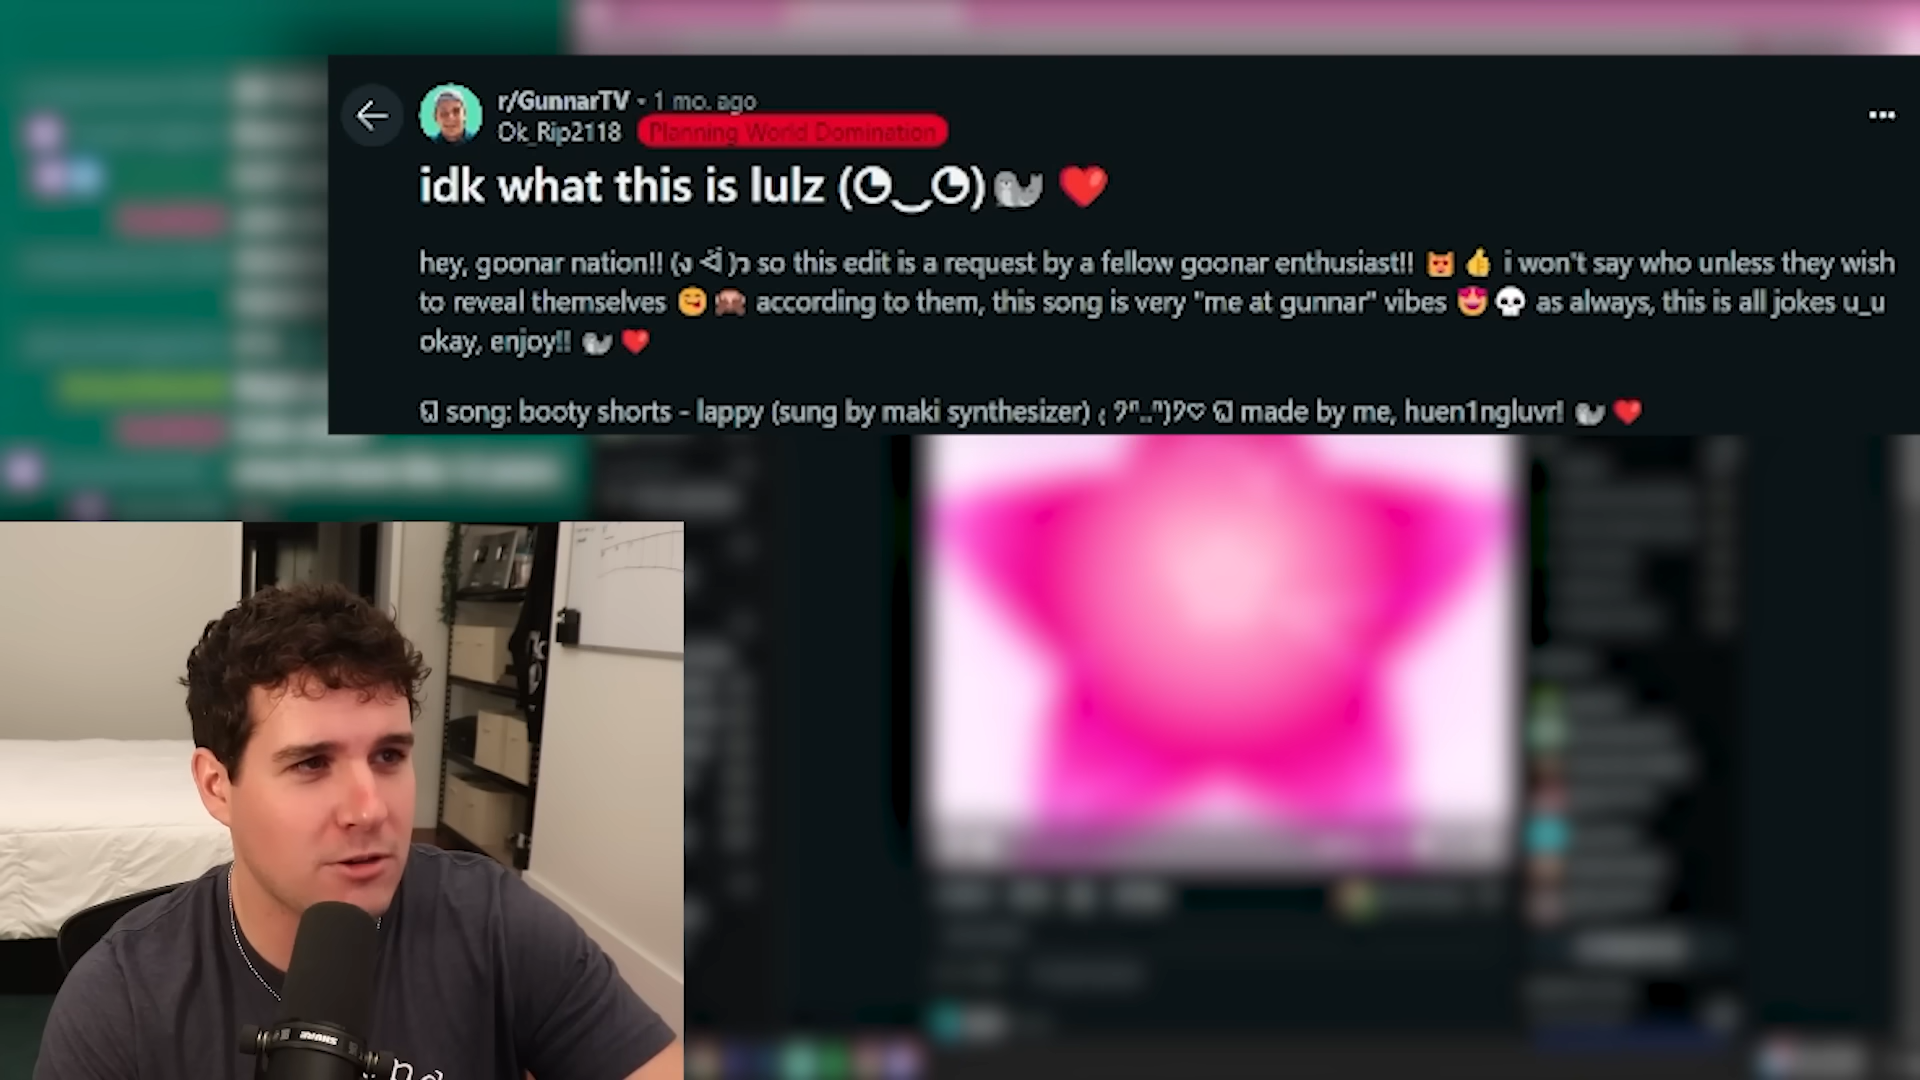 r/GunnarTV • 1 mo. ago
Ok_Rip2118 Planning World Domination
idk what this is lulz (◔‿◔)🦭 ❤️
hey, goonar nation!! (ง ᐛ )ว so this edit is a request by a fellow goonar enthusiast!! 😻 👍 i won't say who unless they wish
to reveal themselves 😄 🙈 according to them, this song is very "me at gunnar" vibes 😍💀 as always, this is all jokes u_u
okay, enjoy!! 🦭 ❤️
song: booty shorts - lappy (sung by maki synthesizer) made by me, huen1ngluvr! 🦭 ❤️
SHURE